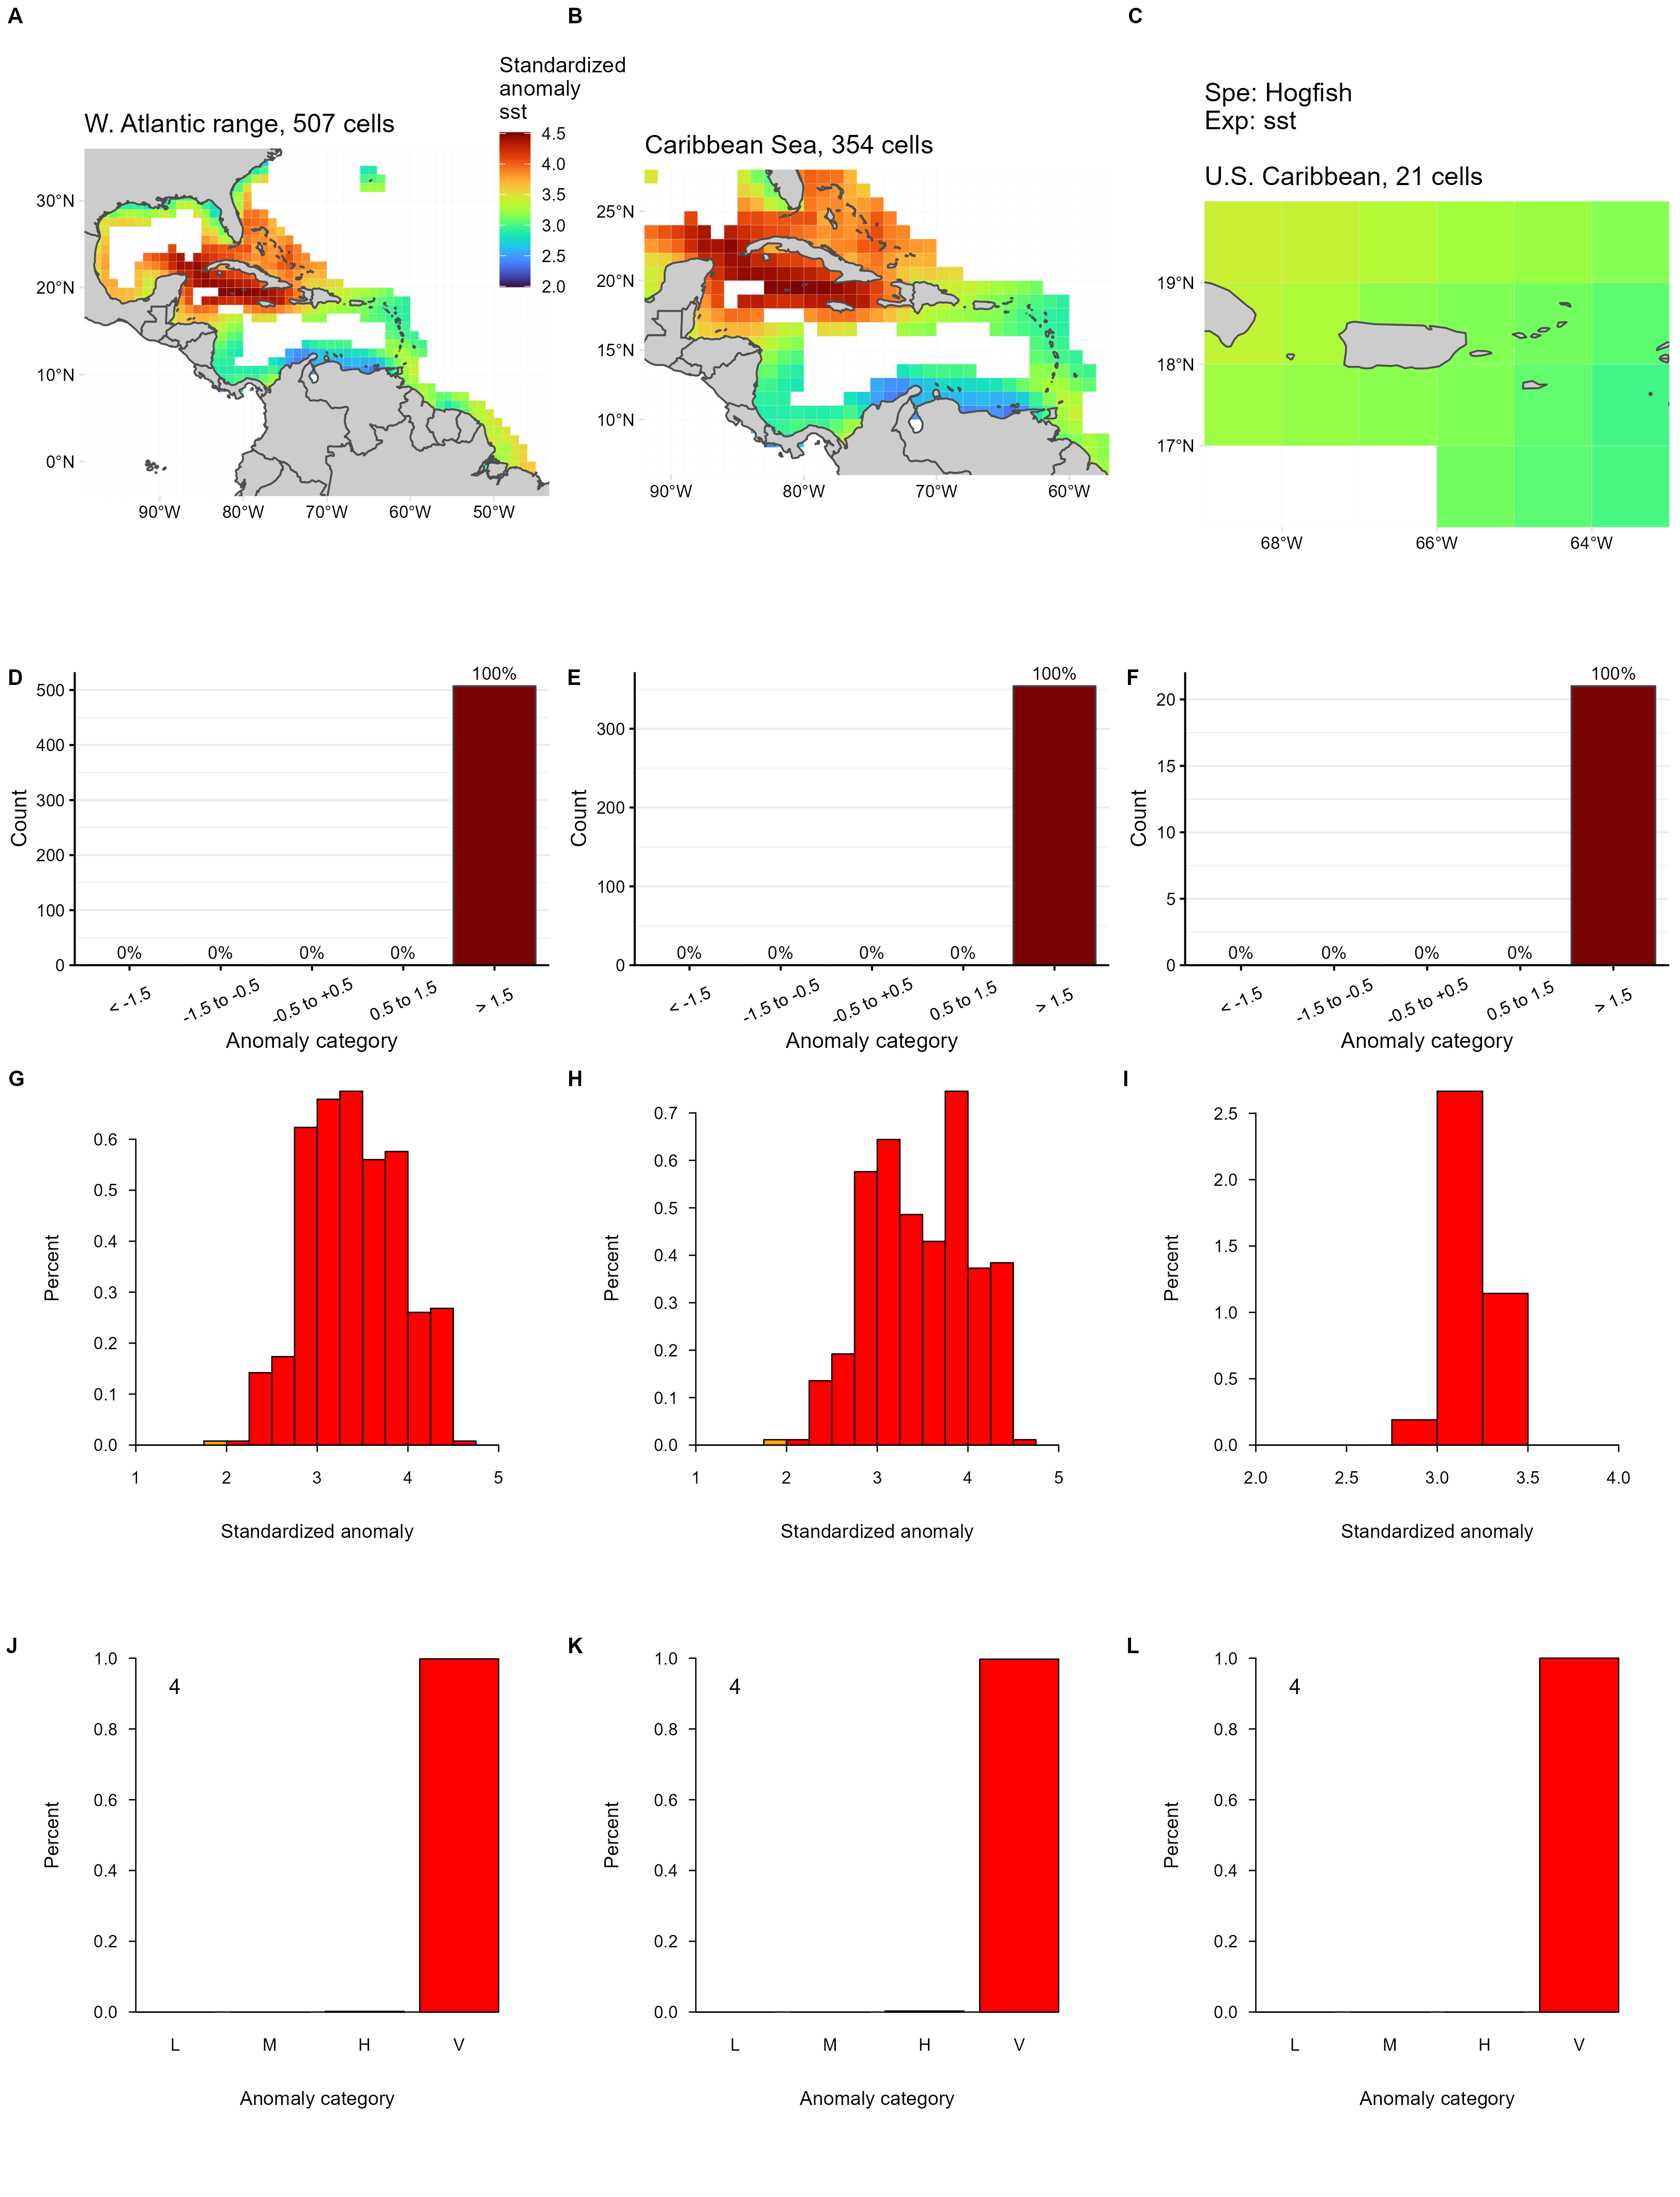 A
B
C
Standardized
anomaly
sst
W. Atlantic range, 507 cells
4.5
4.0
3.5
3.0
2.5
2.0
30°N
20°N
10°N
0°N
90°W
80°W
70°W
60°W
50°W
Caribbean Sea, 354 cells
25°N
20°N
15°N
10°N
90°W
80°W
70°W
60°W
Spe: Hogfish
Exp: sst
U.S. Caribbean, 21 cells
19°N
18°N
17°N
68°W
66°W
64°W
D
Count
500
400
300
200
100
0
0%
0%
0%
0%
100%
< -1.5
-1.5 to -0.5
-0.5 to +0.5
0.5 to 1.5
> 1.5
Anomaly category
E
Count
300
200
100
0
0%
0%
0%
0%
100%
< -1.5
-1.5 to -0.5
-0.5 to +0.5
0.5 to 1.5
> 1.5
Anomaly category
F
Count
20
15
10
5
0
0%
0%
0%
0%
100%
< -1.5
-1.5 to -0.5
-0.5 to +0.5
0.5 to 1.5
> 1.5
Anomaly category
G
Percent
0.6
0.5
0.4
0.3
0.2
0.1
0.0
1
2
3
4
5
Standardized anomaly
H
Percent
0.7
0.6
0.5
0.4
0.3
0.2
0.1
0.0
1
2
3
4
5
Standardized anomaly
I
Percent
2.5
2.0
1.5
1.0
0.5
0.0
2.0
2.5
3.0
3.5
4.0
Standardized anomaly
J
Percent
1.0
0.8
0.6
0.4
0.2
0.0
4
L
M
H
V
Anomaly category
K
Percent
1.0
0.8
0.6
0.4
0.2
0.0
4
L
M
H
V
Anomaly category
L
Percent
1.0
0.8
0.6
0.4
0.2
0.0
4
L
M
H
V
Anomaly category